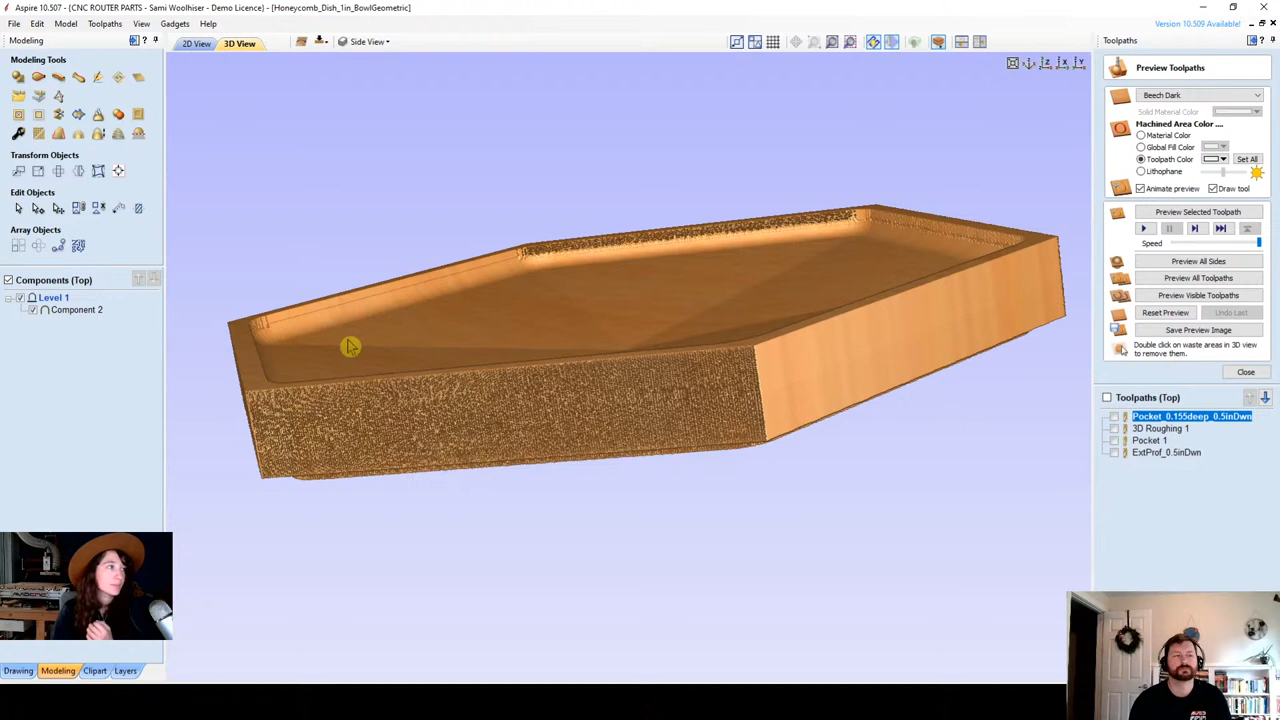 Aspire 10.507 - (CNC ROUTER PARTS - Sami Woolhiser - Demo Licence) - [Honeycomb_Dish_1in_BowlGeometric]
File Edit Model Toolpaths View Gadgets Help
Version 10.509 Available!
Modeling
2D View
3D View
Side View
Toolpaths
Modeling Tools
Transform Objects
Edit Objects
Array Objects
Components (Top)
Level 1
Component 2
Preview Toolpaths
Beech Dark
Solid Material Color
Machined Area Color ....
Material Color
Global Fill Color
Toolpath Color
Set All
Lithophane
Animate preview
Draw tool
Preview Selected Toolpath
Speed
Preview All Sides
Preview All Toolpaths
Preview Visible Toolpaths
Reset Preview
Undo Last
Save Preview Image
Double click on waste areas in 3D view
to remove them.
Close
Toolpaths (Top)
Pocket_0.155deep_0.5inDwn
3D Roughing 1
Pocket 1
ExtProf_0.5inDwn
Drawing Modeling Clipart Layers